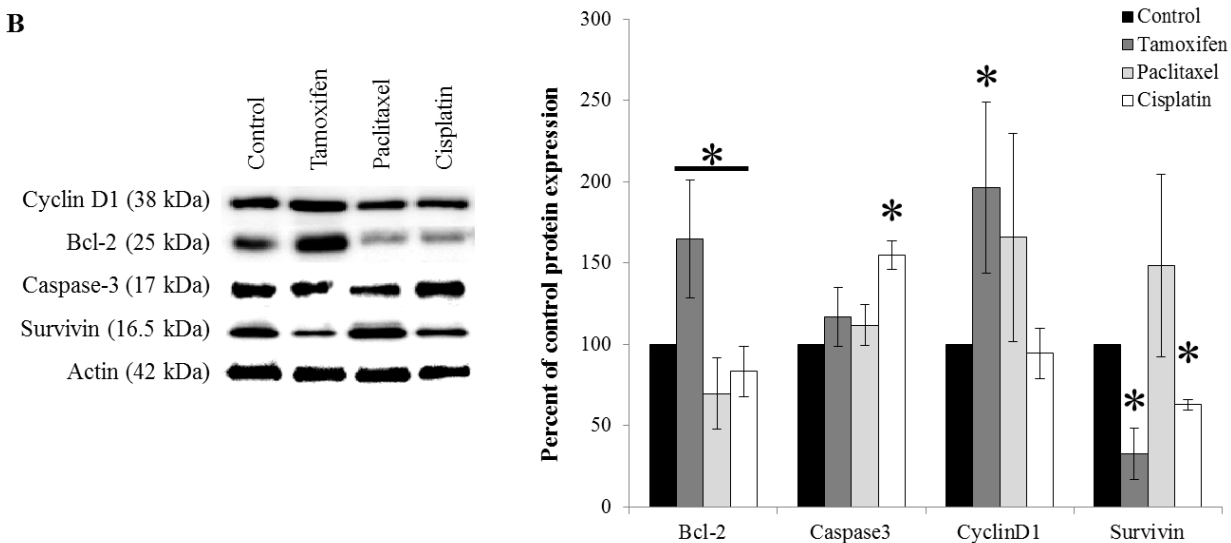 B
Control
Tamoxifen
Paclitaxel
Cisplatin
Cyclin D1 (38 kDa)
Bcl-2 (25 kDa)
Caspase-3 (17 kDa)
Survivin (16.5 kDa)
Actin (42 kDa)
Percent of control protein expression
300
250
200
150
100
50
0
*
*
*
*
*
Bcl-2
Caspase3
CyclinD1
Survivin
Control
Tamoxifen
Paclitaxel
Cisplatin